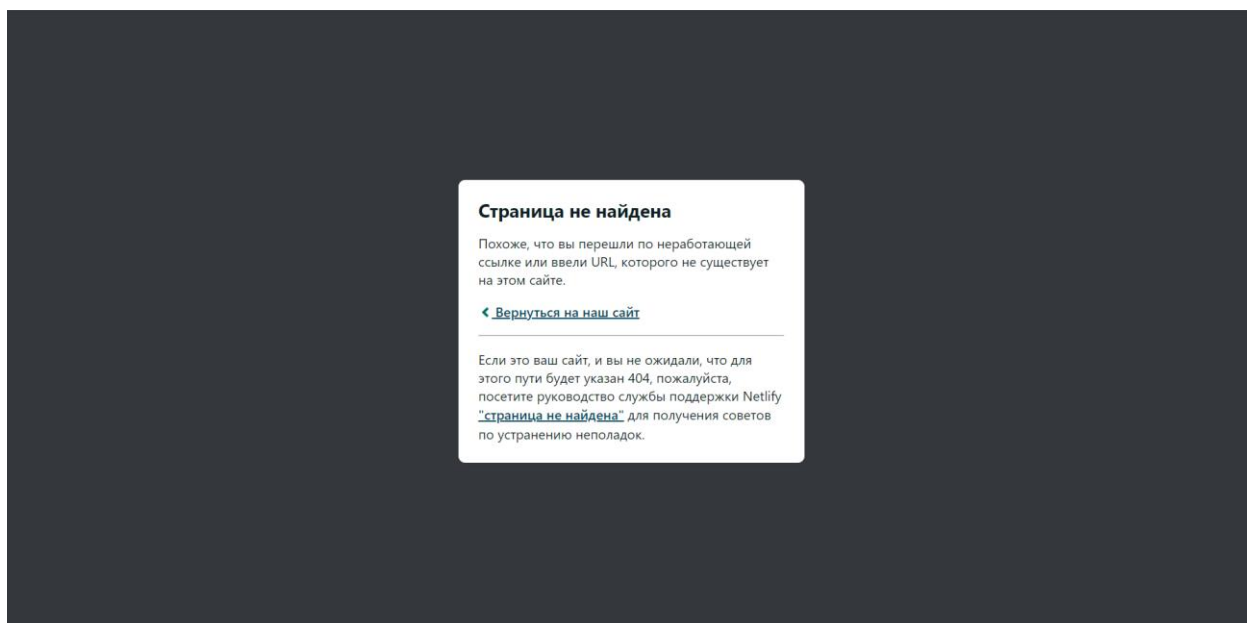 Страница не найдена
Похоже, что вы перешли по неработающей
ссылке или ввели URL, которого не существует
на этом сайте.
Вернуться на наш сайт
Если это ваш сайт, и вы не ожидали, что для
этого пути будет указан 404, пожалуйста,
посетите руководство службы поддержки Netlify
"страница не найдена" для получения советов
по устранению неполадок.